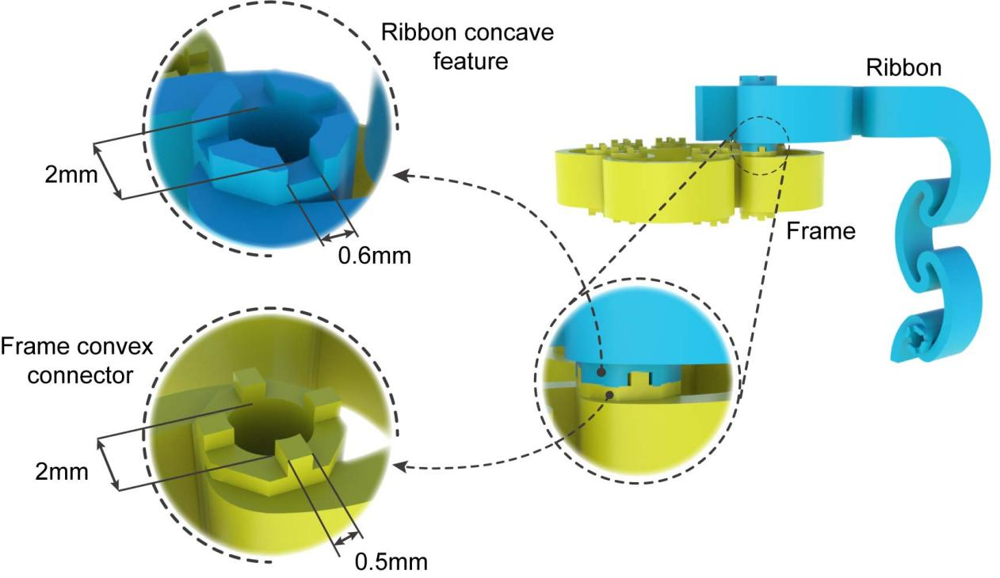 Ribbon concave
feature
Ribbon
2mm
0.6mm
Frame
Frame convex
connector
2mm
0.5mm